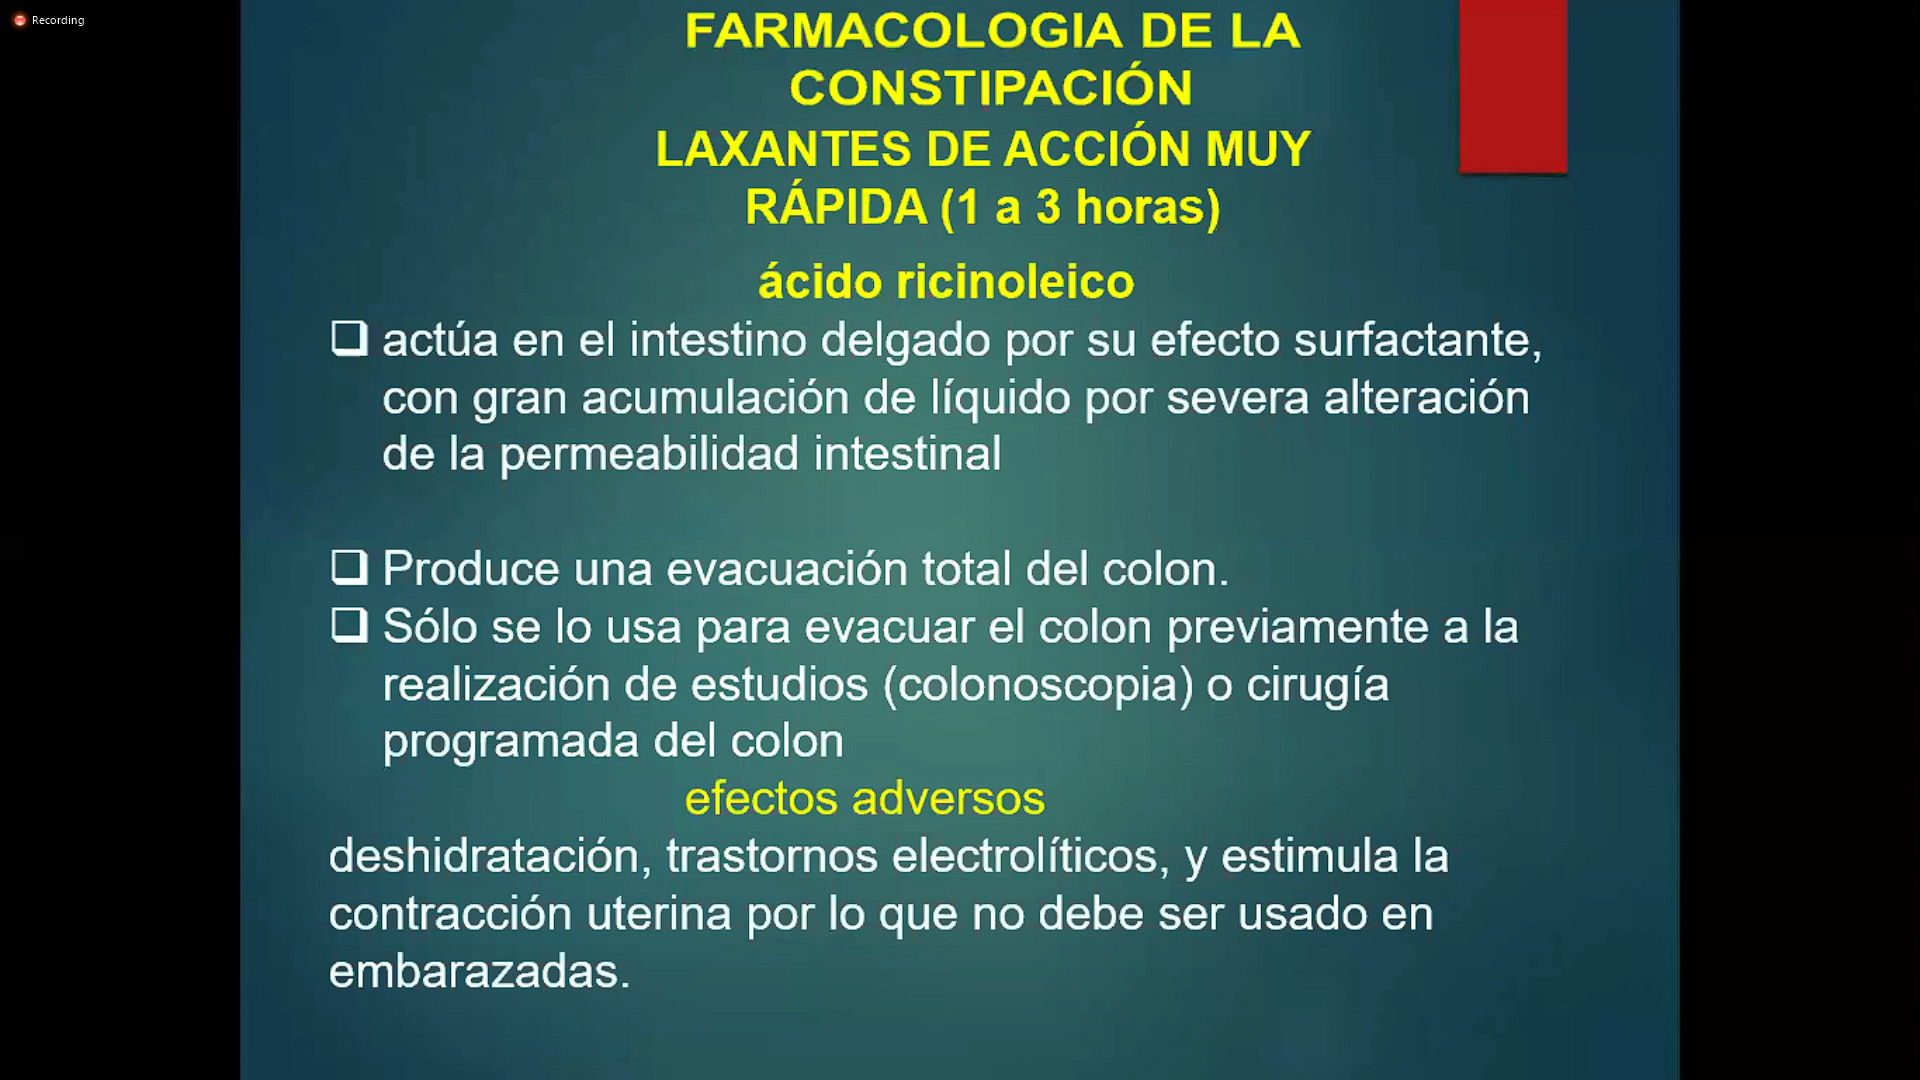 Recording
FARMACOLOGIA DE LA
CONSTIPACIÓN
LAXANTES DE ACCIÓN MUY
RÁPIDA (1 a 3 horas)
ácido ricinoleico
❑ actúa en el intestino delgado por su efecto surfactante,
con gran acumulación de líquido por severa alteración
de la permeabilidad intestinal
❑ Produce una evacuación total del colon.
❑ Sólo se lo usa para evacuar el colon previamente a la
realización de estudios (colonoscopia) o cirugía
programada del colon
efectos adversos
deshidratación, trastornos electrolíticos, y estimula la
contracción uterina por lo que no debe ser usado en
embarazadas.